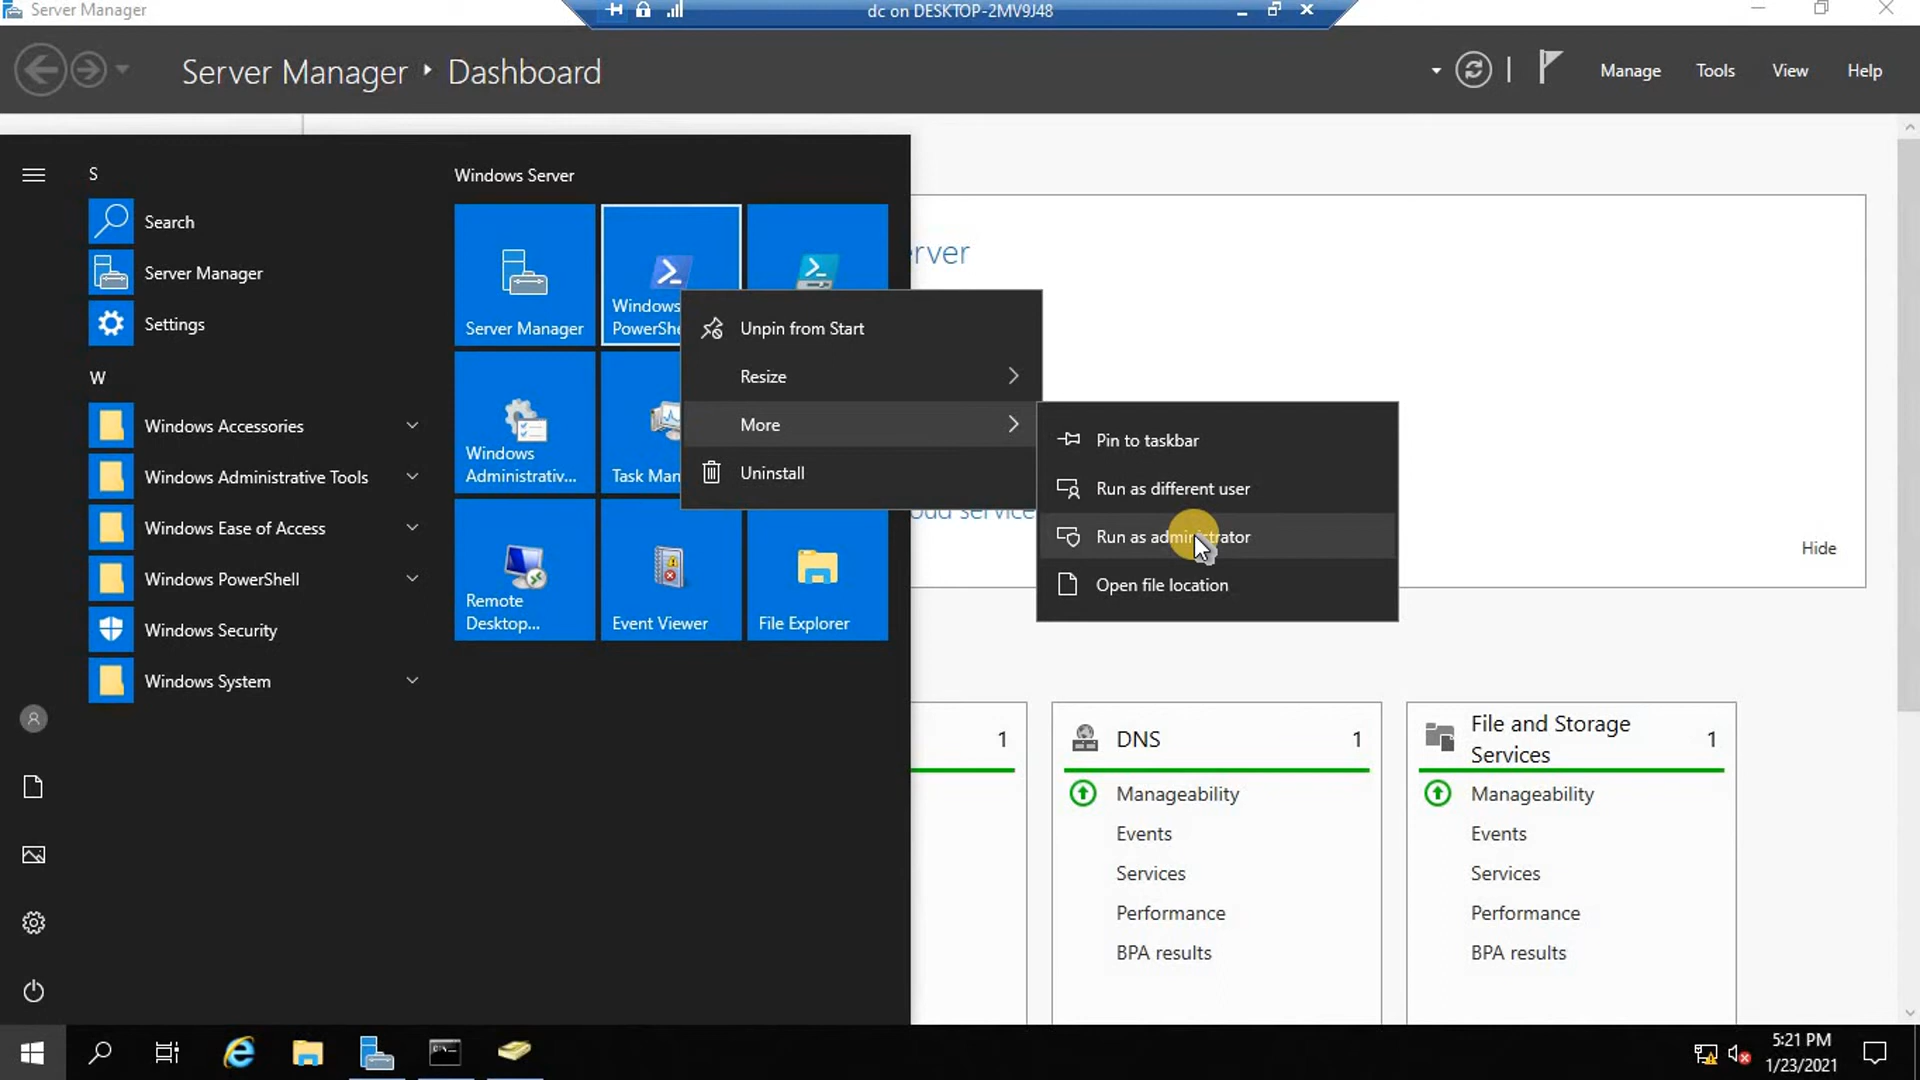 Server Manager
dc on DESKTOP-2MV9J48
Server Manager Dashboard
Manage
Tools
View
Help
S
Search
Server Manager
Settings
W
Windows Accessories
Windows Administrative Tools
Windows Ease of Access
Windows PowerShell
Windows Security
Windows System
Windows Server
Server Manager
Windows
PowerShe
Windows
Administrativ...
Task Man
Remote
Desktop...
Event Viewer
File Explorer
Unpin from Start
Resize
More
Uninstall
Pin to taskbar
Run as different user
Run as administrator
Open file location
erver
oud service
Hide
1
DNS 1
Manageability
Events
Services
Performance
BPA results
File and Storage
Services
1
Manageability
Events
Services
Performance
BPA results
5:21 PM
1/23/2021